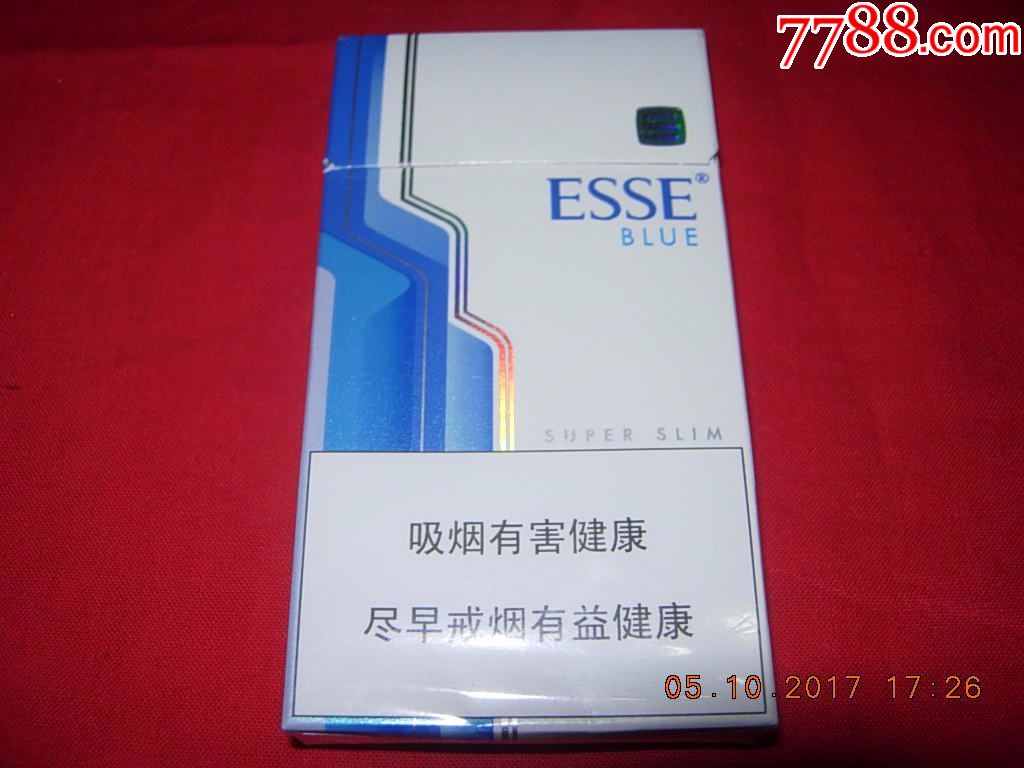 7788.com
ESSE®
BLUE
SUPER SLIM
吸烟有害健康
尽早戒烟有益健康
05.10.2017 17:26